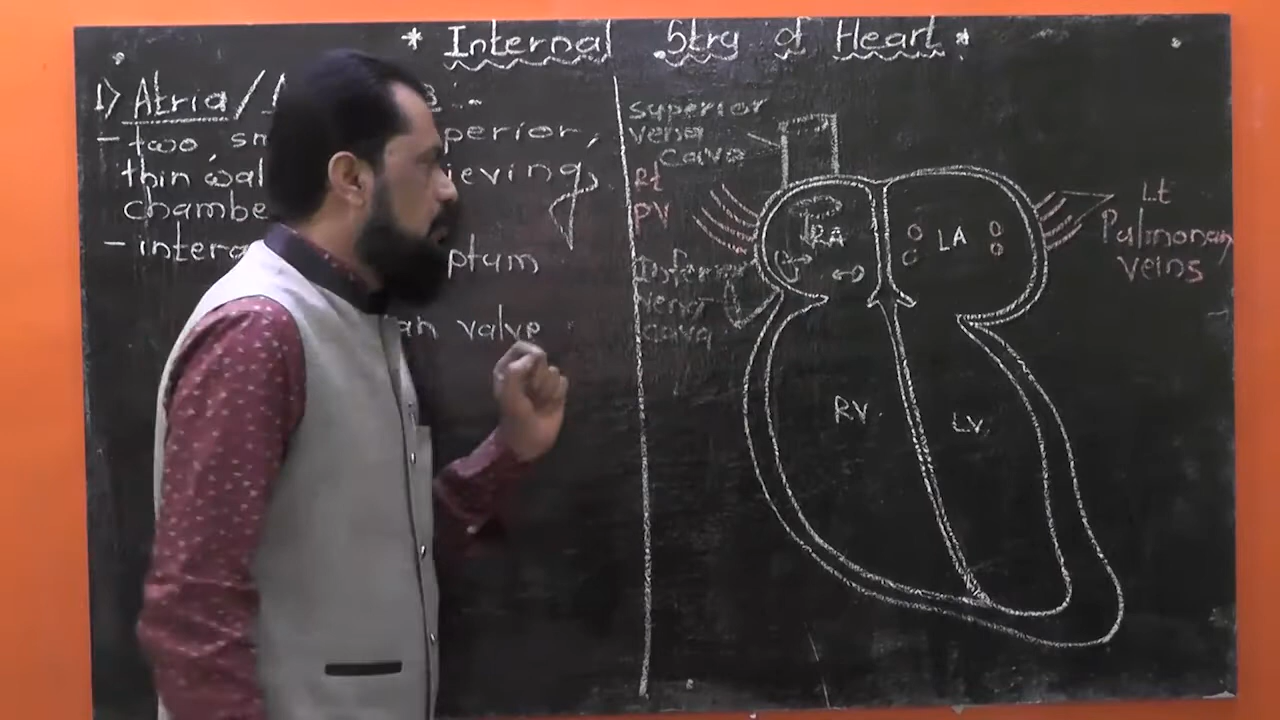 * Internal Stry of Heart *
1) Atria/
- two, sm perior,
thin wal ieving
chambe
- intera ptum
an valve
superior
vena
cava
Rt
PV
Inferior
vena
cava
RA
LA
RV
LV
Lt
Pulmonary
veins